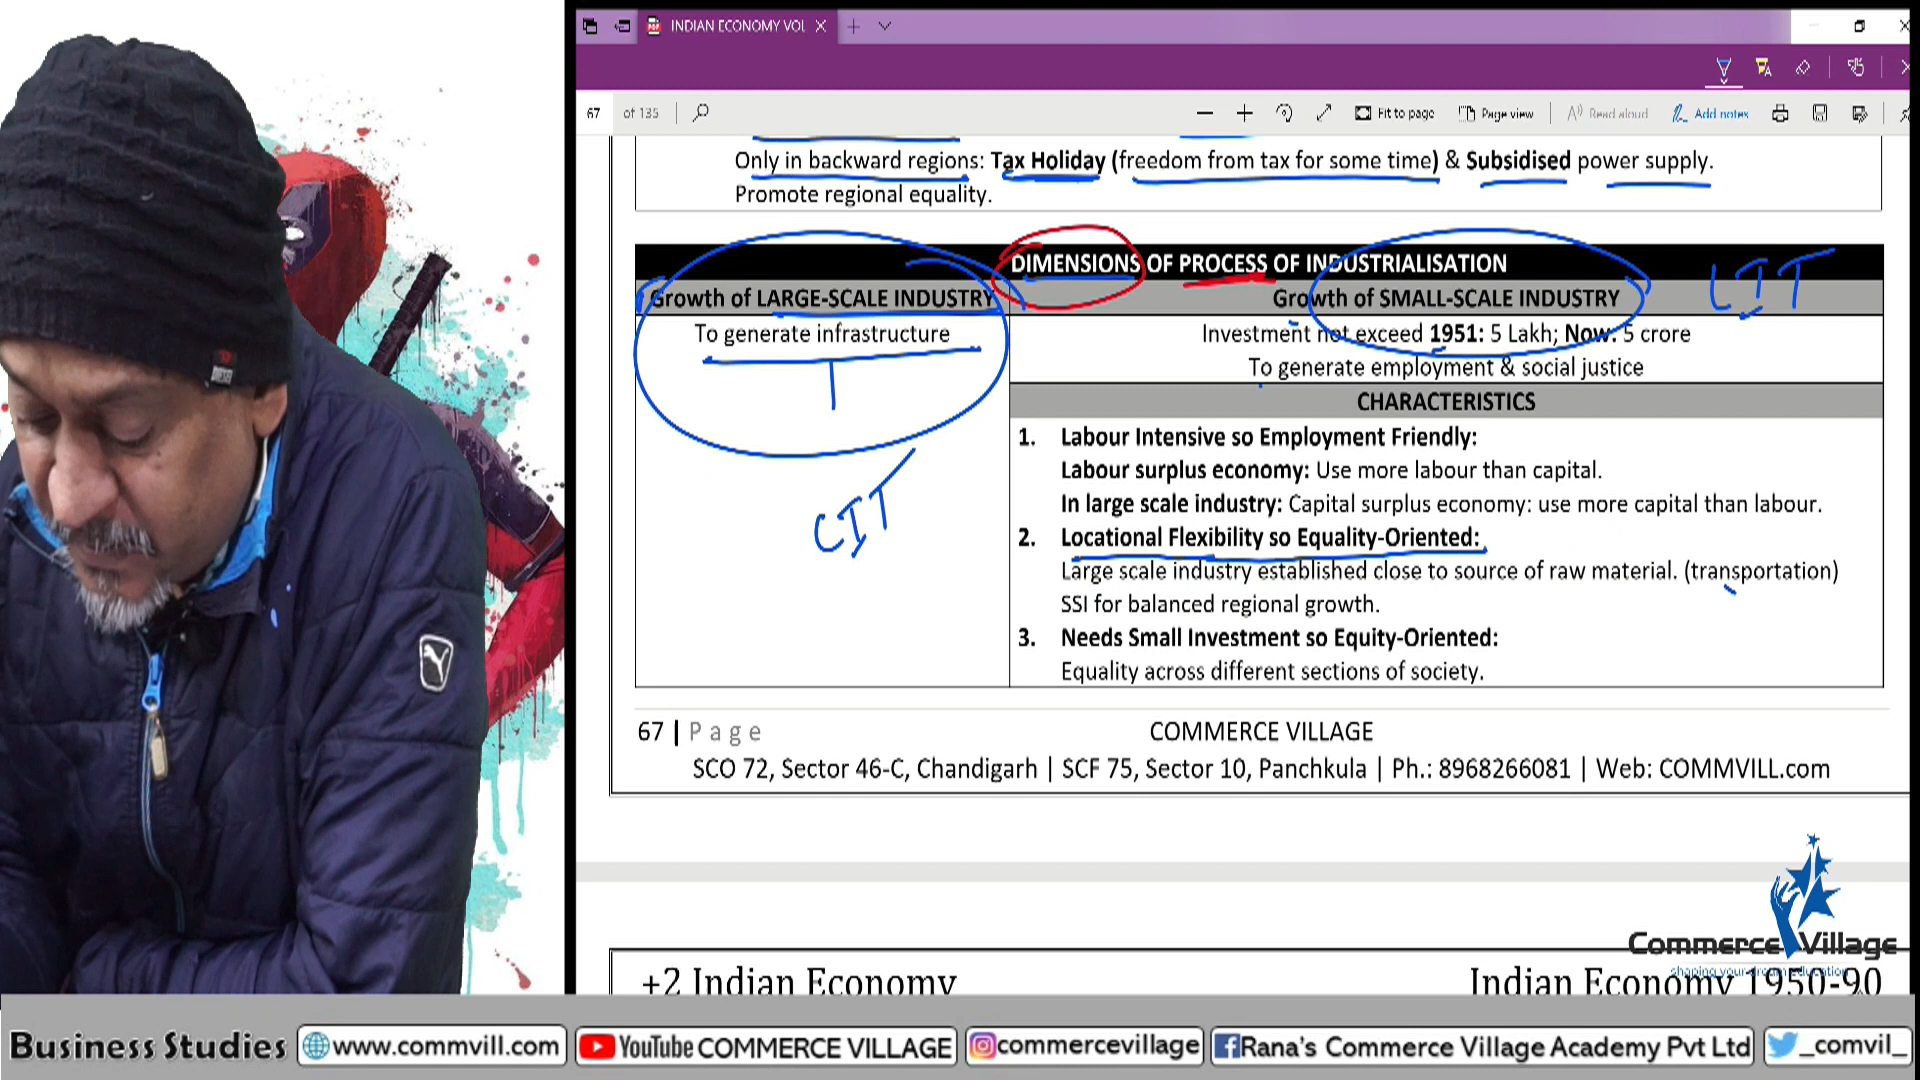 INDIAN ECONOMY VOL
67 of 135
Fit to page
Page view
Read aloud
Add notes
Only in backward regions: Tax Holiday (freedom from tax for some time) & Subsidised power supply.
Promote regional equality.
DIMENSIONS OF PROCESS OF INDUSTRIALISATION
Growth of LARGE-SCALE INDUSTRY
Growth of SMALL-SCALE INDUSTRY
LIT
To generate infrastructure
Investment not exceed 1951: 5 Lakh; Now: 5 crore
To generate employment & social justice
CIT
CHARACTERISTICS
1. Labour Intensive so Employment Friendly:
Labour surplus economy: Use more labour than capital.
In large scale industry: Capital surplus economy: use more capital than labour.
2. Locational Flexibility so Equality-Oriented:
Large scale industry established close to source of raw material. (transportation)
SSI for balanced regional growth.
3. Needs Small Investment so Equity-Oriented:
Equality across different sections of society.
67 | Page
COMMERCE VILLAGE
SCO 72, Sector 46-C, Chandigarh | SCF 75, Sector 10, Panchkula | Ph.: 8968266081 | Web: COMMVILL.com
Commerce Village
shaping your dream education
+2 Indian Economy
Indian Economy 1950-90
Business Studies
www.commvill.com
YouTube COMMERCE VILLAGE
commercevillage
Rana's Commerce Village Academy Pvt Ltd
_comvil_